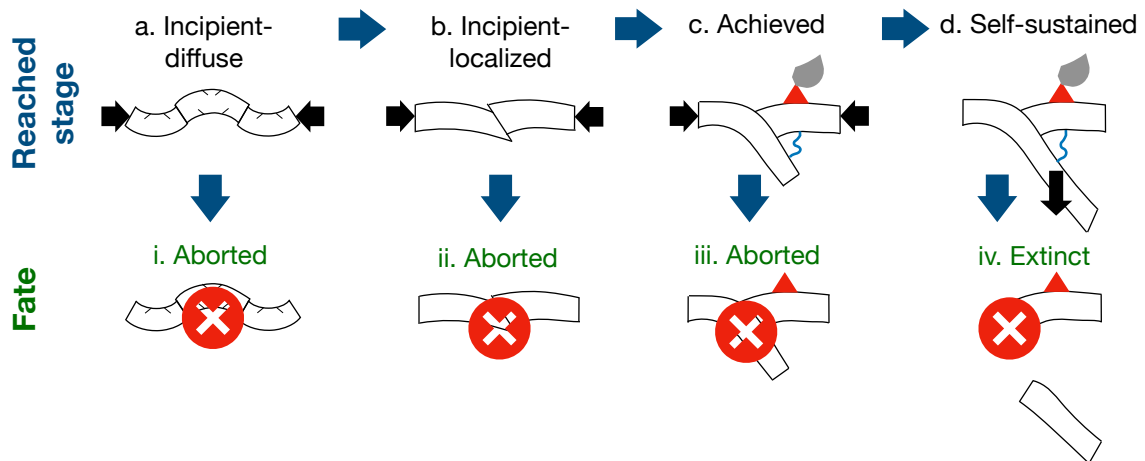 a. Incipient-
diffuse
b. Incipient-
localized
c. Achieved
d. Self-sustained
Reached
stage
i. Aborted
ii. Aborted
iii. Aborted
iv. Extinct
Fate